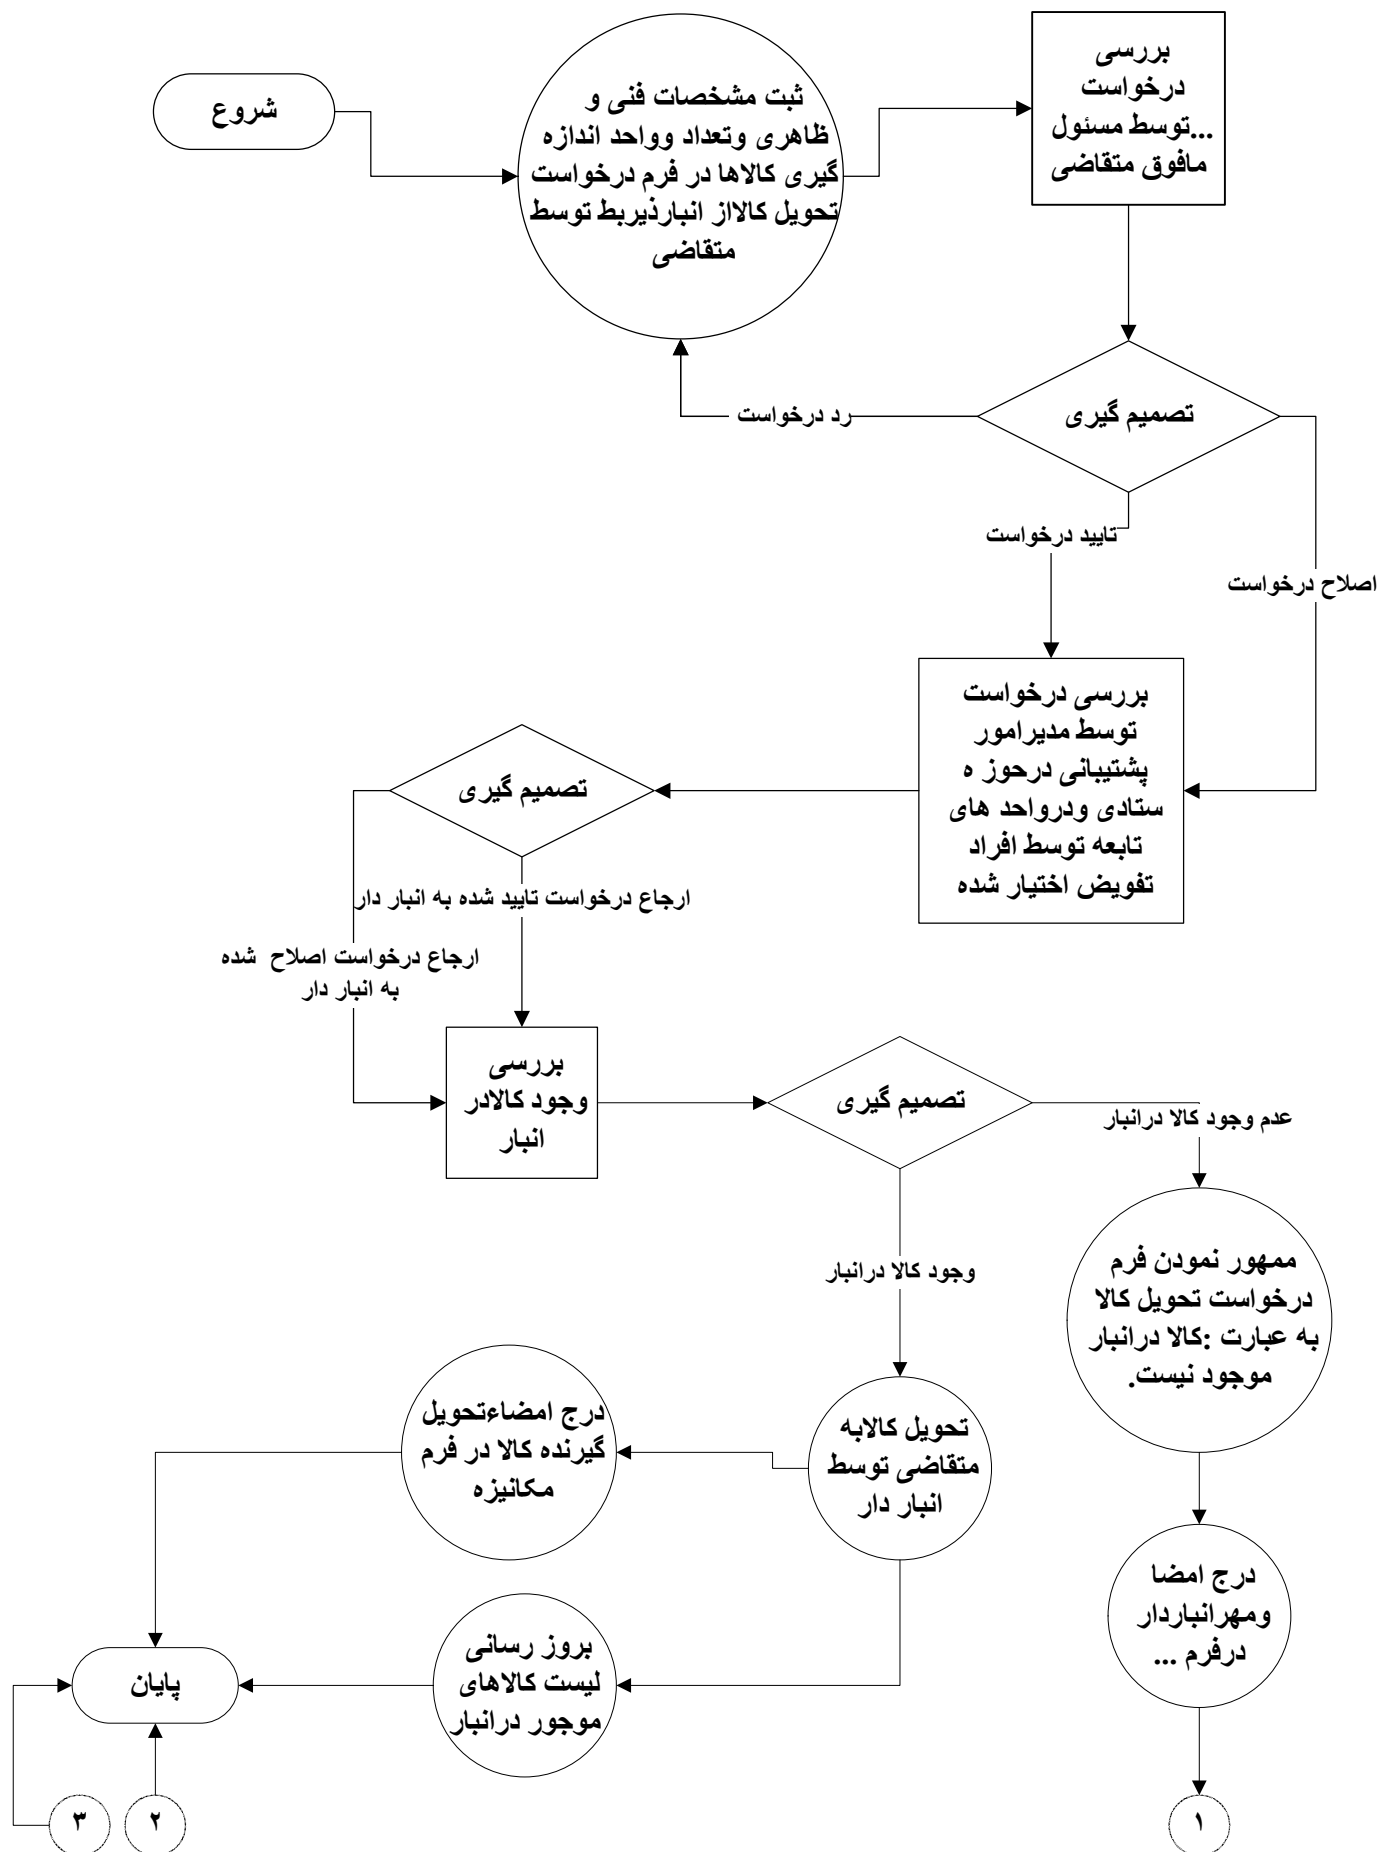 شروع
ثبت مشخصات فنی و
ظاهری وتعداد وواحد اندازه
گیری کالاها در فرم درخواست
تحویل کالااز انبارذیربط توسط
متقاضی
بررسی
درخواست
توسط مسئول...
مافوق متقاضی
تصمیم گیری
رد درخواست
تایید درخواست
اصلاح درخواست
بررسی درخواست
توسط مدیرامور
پشتیبانی درحوز ه
ستادی ودرواحد های
تابعه توسط افراد
تفویض اختیار شده
تصمیم گیری
ارجاع درخواست تایید شده به انبار دار
ارجاع درخواست اصلاح شده
به انبار دار
بررسی
وجود کالادر
انبار
تصمیم گیری
عدم وجود کالا درانبار
وجود کالا درانبار
ممهور نمودن فرم
درخواست تحویل کالا
به عبارت :کالا درانبار
موجود نیست.
تحویل کالابه
متقاضی توسط
انبار دار
درج امضاءتحویل
گیرنده کالا در فرم
مکانیزه
درج امضا
ومهرانباردار
درفرم ...
بروز رسانی
لیست کالاهای
موجور درانبار
پایان
۳
۲
۱